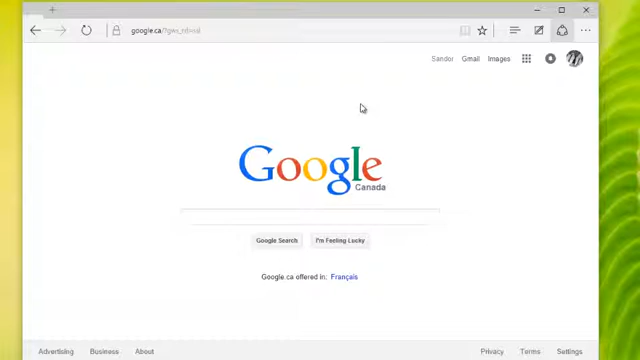 google.ca/?gws_rd=ssl
Sandor Gmail Images
Google
Canada
Google Search I'm Feeling Lucky
Google.ca offered in: Français
Advertising Business About Privacy Terms Settings